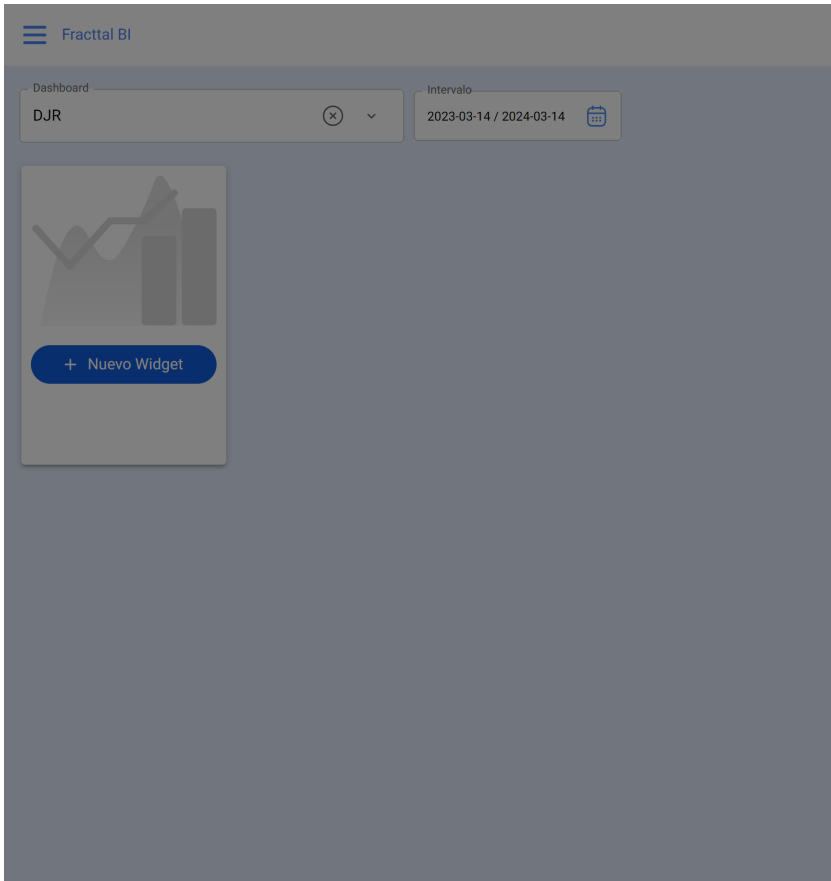 Fracttal BI
Dashboard
DJR
Intervalo
2023-03-14 / 2024-03-14
+ Nuevo Widget